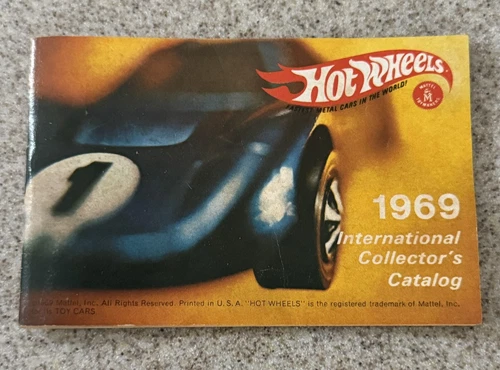 HOT WHEELS
FASTEST METAL CARS IN THE WORLD!
MATTEL
M
1
1969
International
Collector's
Catalog
Mattel, Inc. All Rights Reserved. Printed in U.S.A. "HOT WHEELS" is the registered trademark of Mattel, Inc.
TOY CARS